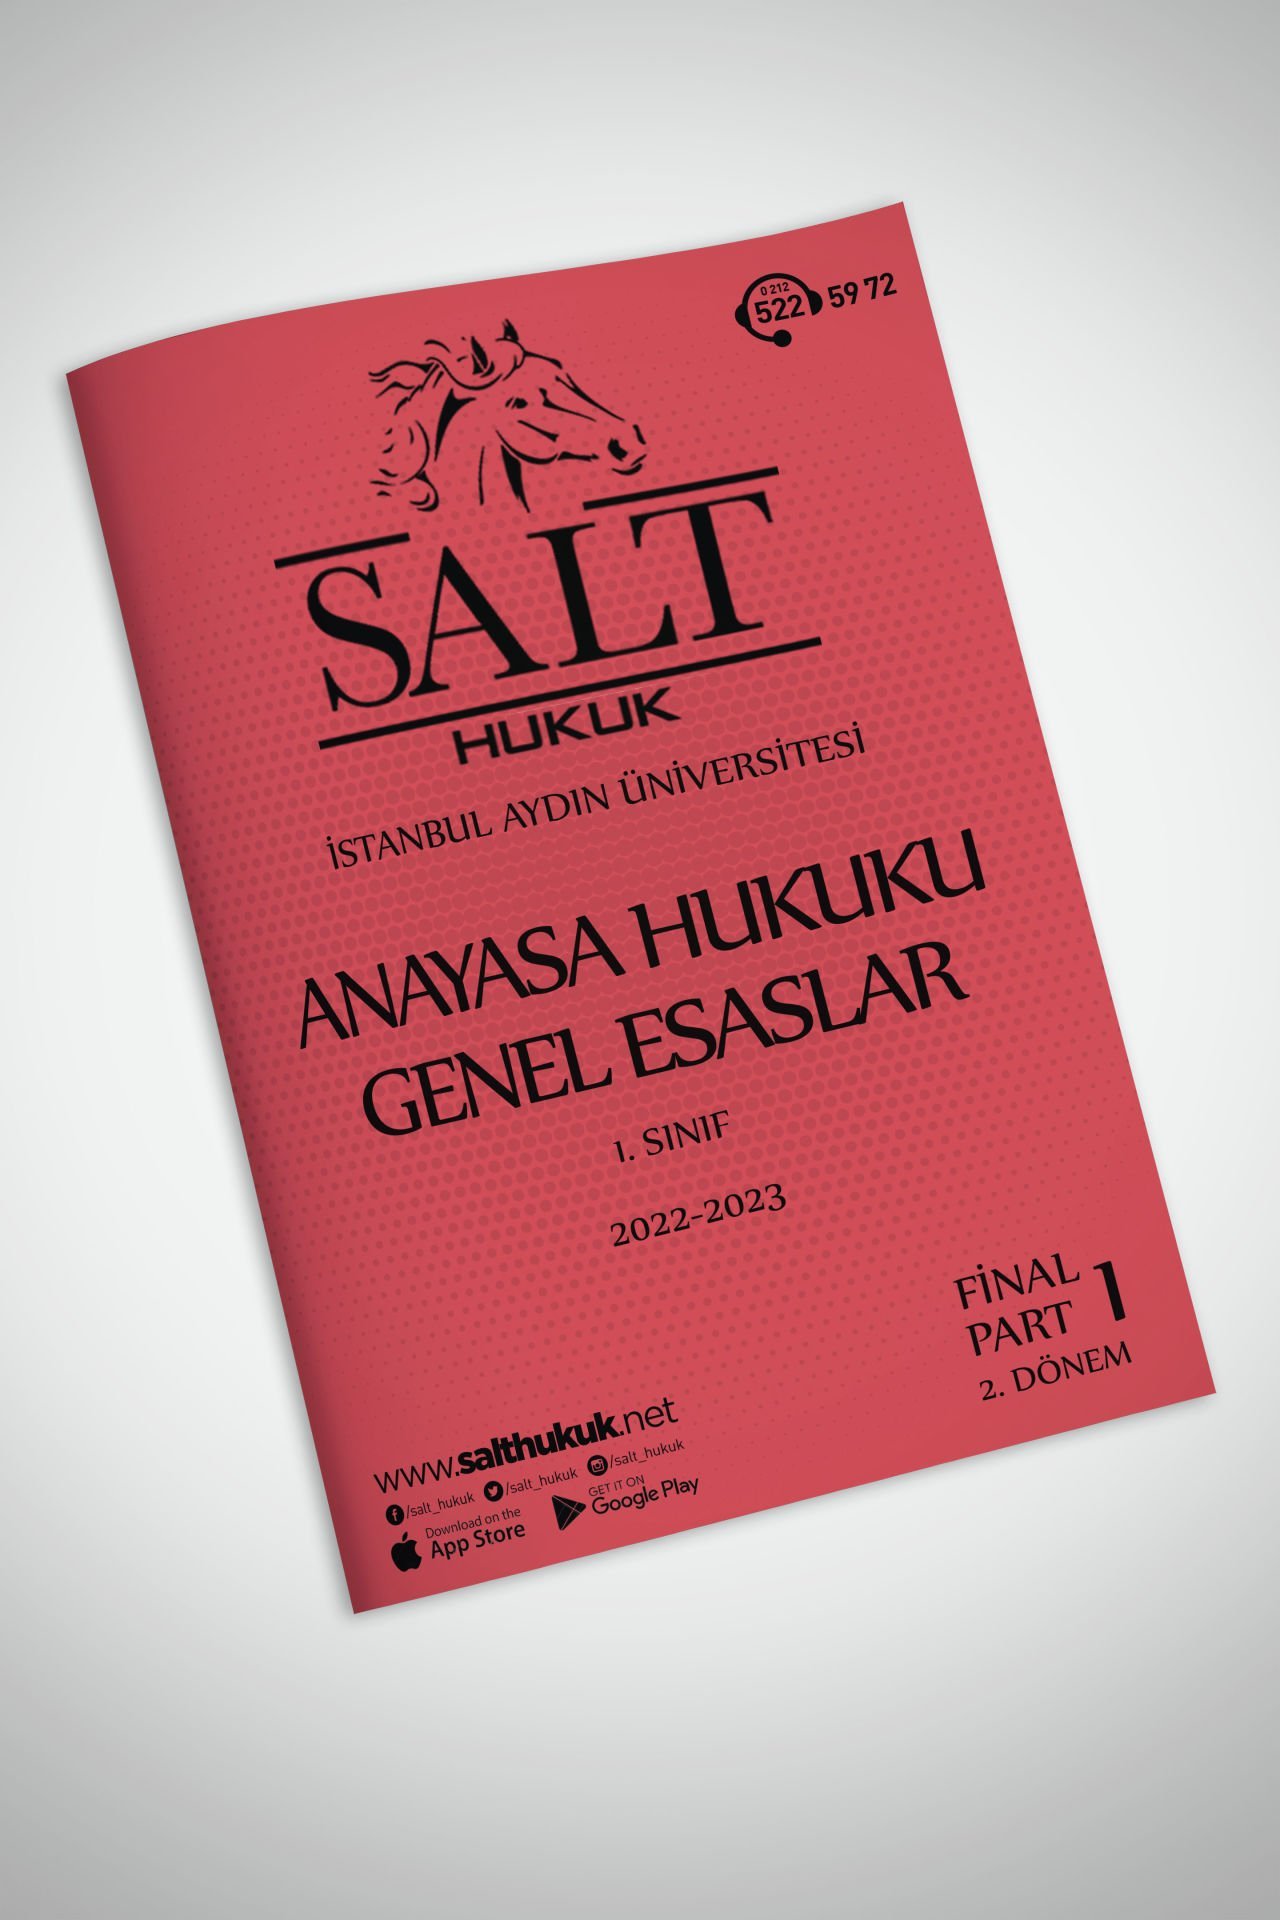 0 212
522 59 72
SALT
HUKUK
İSTANBUL AYDIN ÜNİVERSİTESİ
ANAYASA HUKUKU
GENEL ESASLAR
1. SINIF
2022-2023
FİNAL
PART 1
2. DÖNEM
www.salthukuk.net
/salt_hukuk /salt_hukuk /salt_hukuk
Download on the
App Store
GET IT ON
Google Play